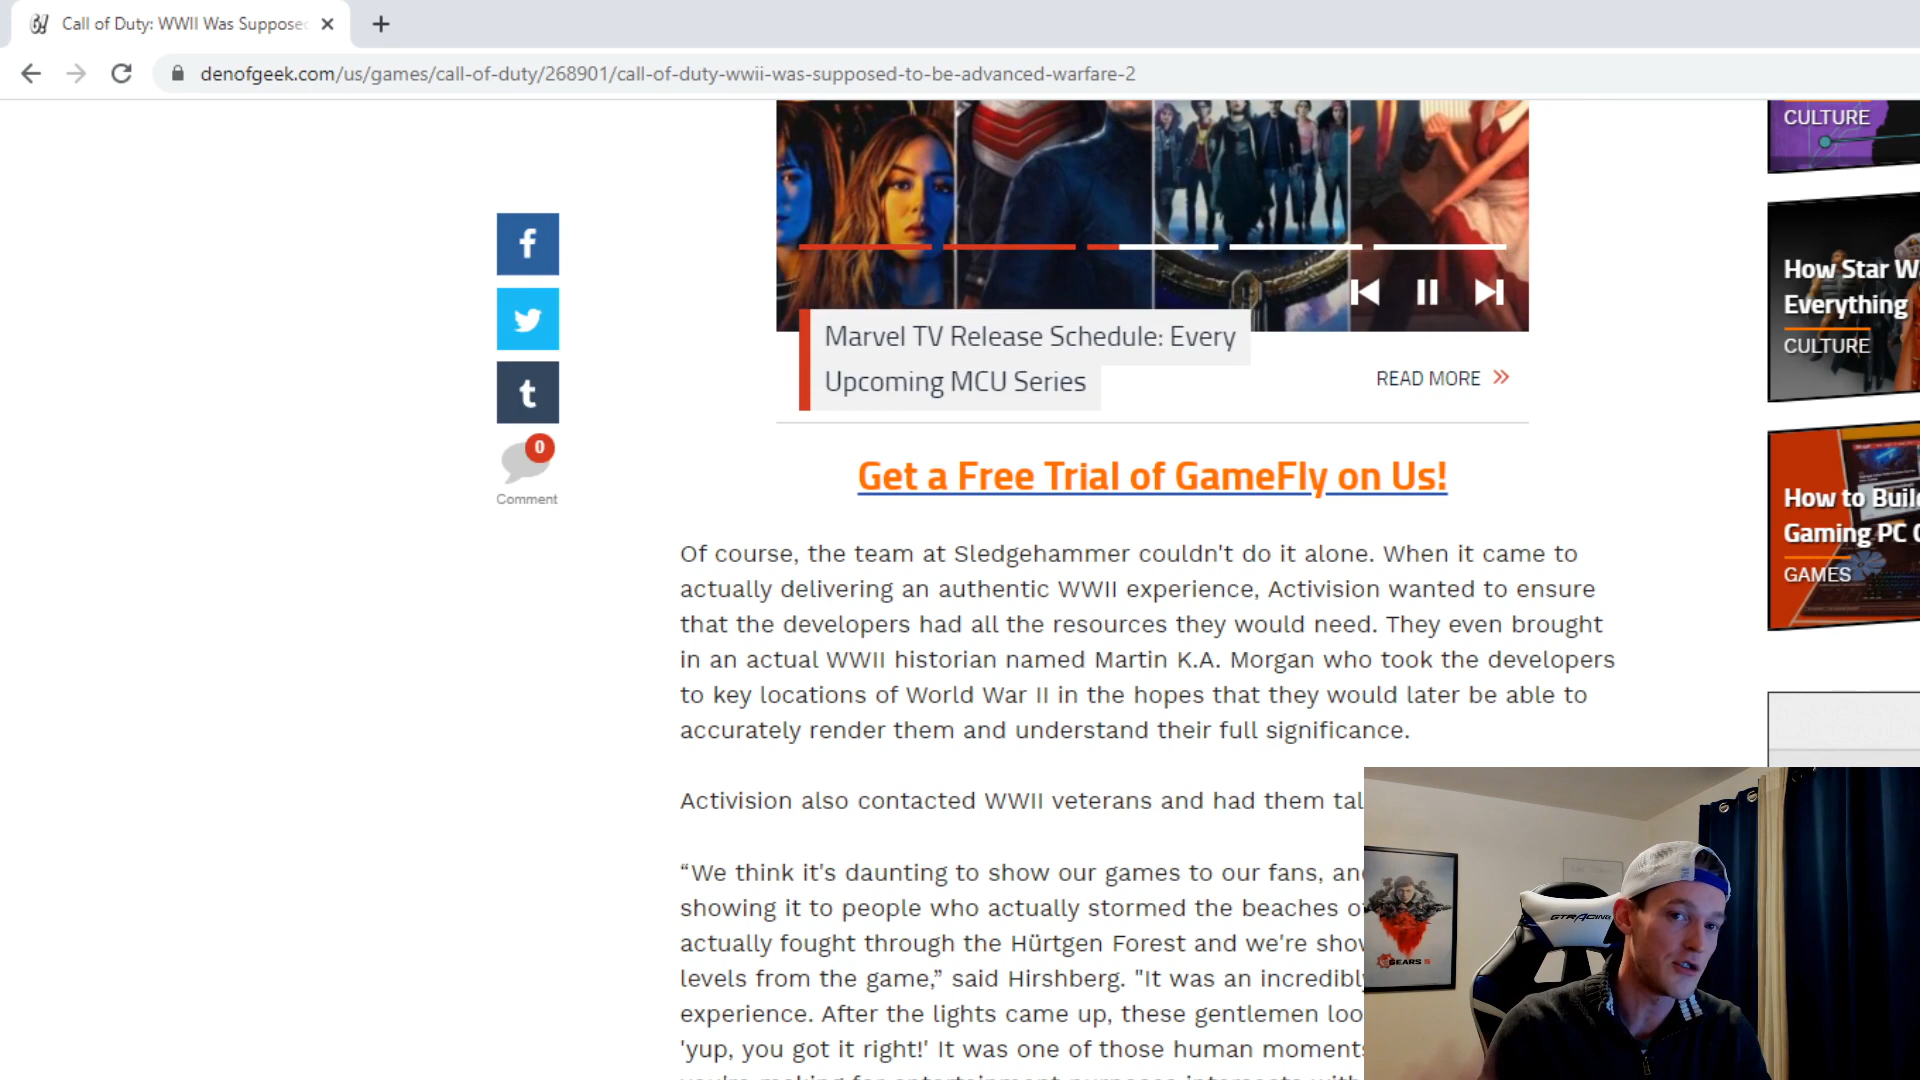 Call of Duty: WWII Was Supposed
denofgeek.com/us/games/call-of-duty/268901/call-of-duty-wwii-was-supposed-to-be-advanced-warfare-2
CULTURE
How Star W
Everything
CULTURE
Marvel TV Release Schedule: Every
Upcoming MCU Series
READ MORE
0
Comment
Get a Free Trial of GameFly on Us!
How to Build
Gaming PC
GAMES
Of course, the team at Sledgehammer couldn't do it alone. When it came to
actually delivering an authentic WWII experience, Activision wanted to ensure
that the developers had all the resources they would need. They even brought
in an actual WWII historian named Martin K.A. Morgan who took the developers
to key locations of World War II in the hopes that they would later be able to
accurately render them and understand their full significance.
Activision also contacted WWII veterans and had them tal
“We think it's daunting to show our games to our fans, and
showing it to people who actually stormed the beaches o
actually fought through the Hürtgen Forest and we're show
levels from the game,” said Hirshberg. "It was an incredibl
experience. After the lights came up, these gentlemen loo
'yup, you got it right!' It was one of those human moments
GTRACING
GEARS 5